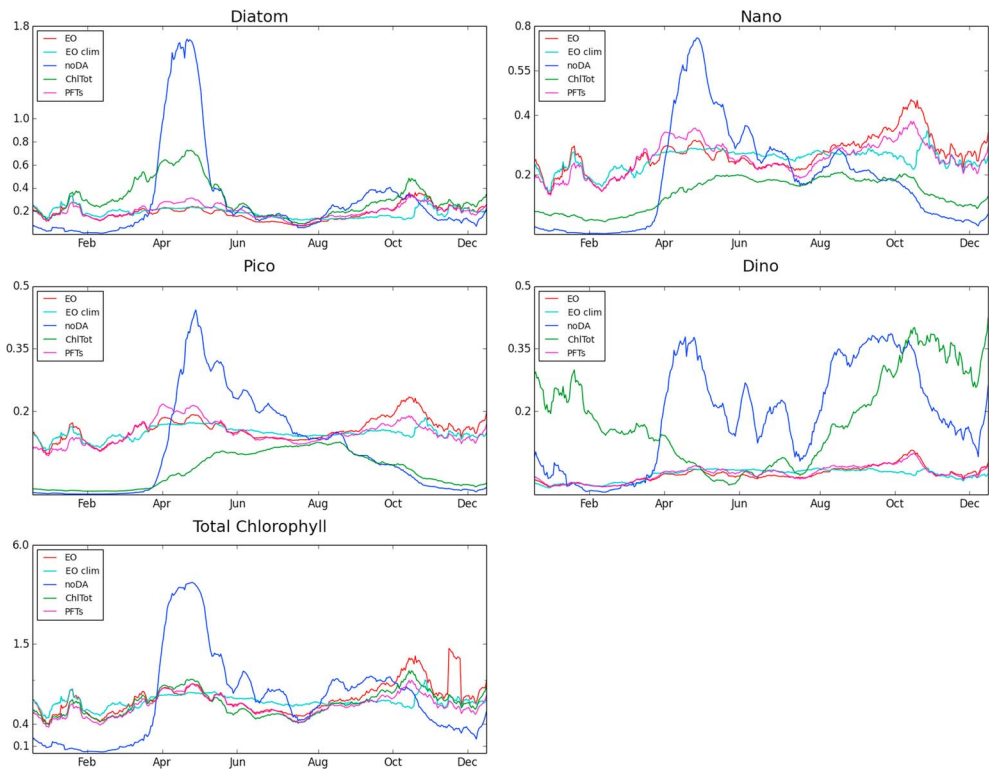 Diatom
1.8
1.0
0.8
0.6
0.4
0.2
EO
EO clim
noDA
ChlTot
PFTs
Feb Apr Jun Aug Oct Dec
Nano
0.8
0.55
0.4
0.2
EO
EO clim
noDA
ChlTot
PFTs
Feb Apr Jun Aug Oct Dec
Pico
0.5
0.35
0.2
EO
EO clim
noDA
ChlTot
PFTs
Feb Apr Jun Aug Oct Dec
Dino
0.5
0.35
0.2
EO
EO clim
noDA
ChlTot
PFTs
Feb Apr Jun Aug Oct Dec
Total Chlorophyll
6.0
1.5
0.4
0.1
EO
EO clim
noDA
ChlTot
PFTs
Feb Apr Jun Aug Oct Dec